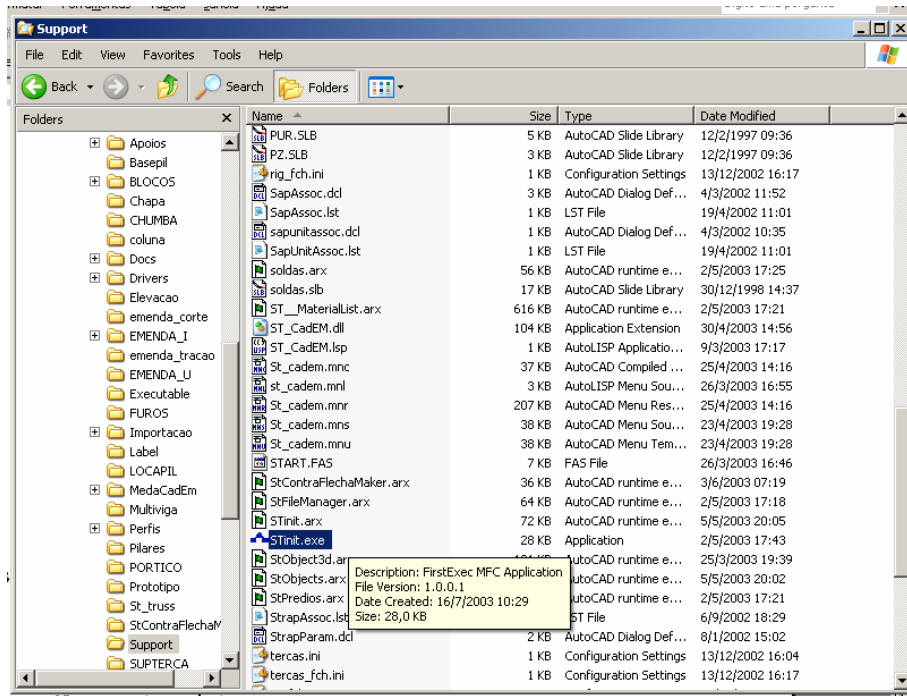 Support
File Edit View Favorites Tools Help
Back Search Folders
Folders
Apoios
Basepil
BLOCOS
Chapa
CHUMBA
coluna
Docs
Drivers
Elevacao
emenda_corte
EMENDA_I
emenda_tracao
EMENDA_U
Executable
FUROS
Importacao
Label
LOCAPIL
MedaCadEm
Multiviga
Perfis
Pilares
PORTICO
Prototipo
St_truss
StContraFlechaM
Support
SUPTERCA
Name Size Type Date Modified
PUR.SLB 5 KB AutoCAD Slide Library 12/2/1997 09:36
PZ.SLB 3 KB AutoCAD Slide Library 12/2/1997 09:36
rig_fch.ini 1 KB Configuration Settings 13/12/2002 16:17
SapAssoc.dcl 3 KB AutoCAD Dialog Def... 4/3/2002 11:52
SapAssoc.lst 1 KB LST File 19/4/2002 11:01
sapunitassoc.dcl 1 KB AutoCAD Dialog Def... 4/3/2002 10:35
SapUnitAssoc.lst 1 KB LST File 19/4/2002 11:01
soldas.arx 56 KB AutoCAD runtime e... 2/5/2003 17:25
soldas.slb 17 KB AutoCAD Slide Library 30/12/1998 14:37
ST__MaterialList.arx 616 KB AutoCAD runtime e... 2/5/2003 17:21
ST_CadEM.dll 104 KB Application Extension 30/4/2003 14:56
ST_CadEM.lsp 1 KB AutoLISP Applicatio... 9/3/2003 17:17
St_cadem.mnc 37 KB AutoCAD Compiled ... 25/4/2003 14:16
St_cadem.mnl 3 KB AutoLISP Menu Sou... 26/3/2003 16:55
St_cadem.mnr 207 KB AutoCAD Menu Res... 25/4/2003 14:16
St_cadem.mns 38 KB AutoCAD Menu Sou... 23/4/2003 19:28
St_cadem.mnu 38 KB AutoCAD Menu Tem... 23/4/2003 19:28
START.FAS 7 KB FAS File 26/3/2003 16:46
StContraFlechaMaker.arx 36 KB AutoCAD runtime e... 3/6/2003 07:19
StFileManager.arx 64 KB AutoCAD runtime e... 2/5/2003 17:18
STinit.arx 72 KB AutoCAD runtime e... 5/5/2003 20:05
STinit.exe 28 KB Application 2/5/2003 17:43
StObject3d.ar AutoCAD runtime e... 25/3/2003 19:39
StObjects.arx utoCAD runtime e... 5/5/2003 20:02
StPredios.arx utoCAD runtime e... 2/5/2003 17:21
StrapAssoc.lst ST File 6/9/2002 18:29
StrapParam.dcl 2 KB AutoCAD Dialog Def... 8/1/2002 15:02
tercas.ini 1 KB Configuration Settings 13/12/2002 16:04
tercas_fch.ini 1 KB Configuration Settings 13/12/2002 16:17
Description: FirstExec MFC Application
File Version: 1.0.0.1
Date Created: 16/7/2003 10:29
Size: 28,0 KB